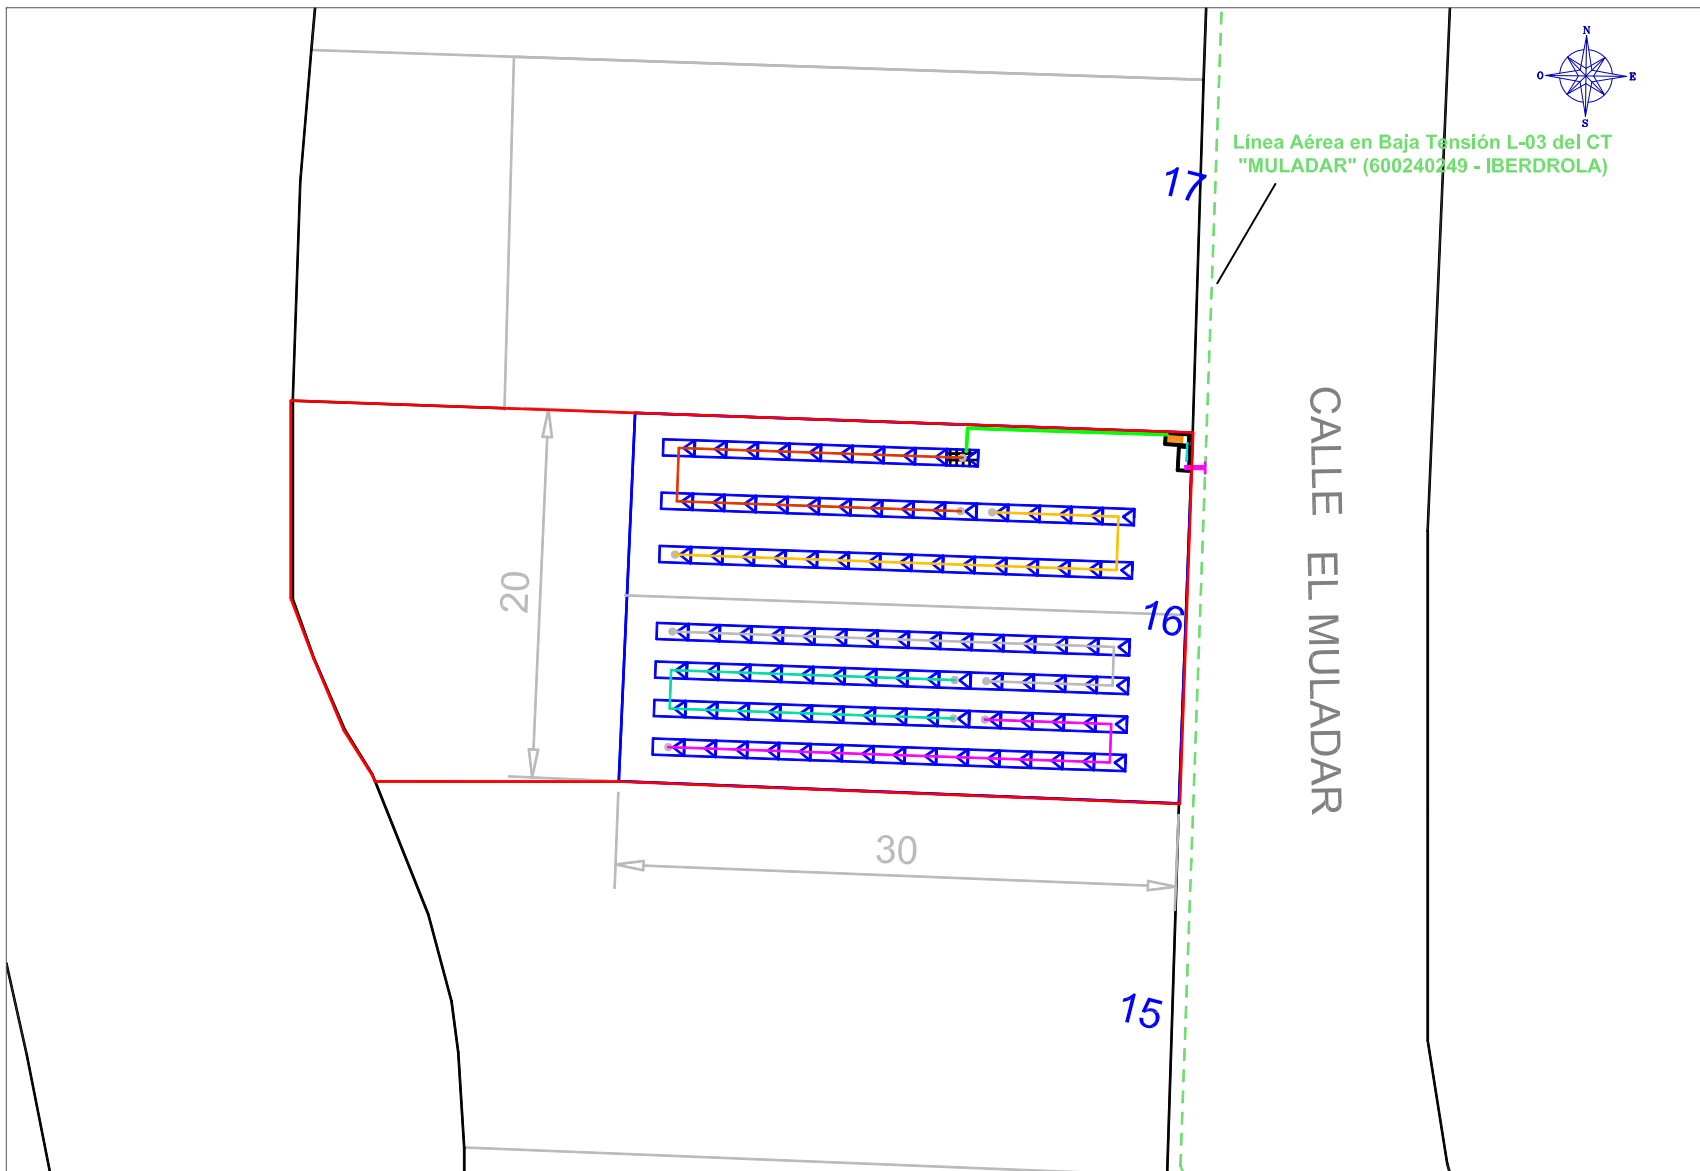 N
O
E
S
Línea Aérea en Baja Tensión L-03 del CT
"MULADAR" (600240249 - IBERDROLA)
17
CALLE EL MULADAR
20
16
30
15